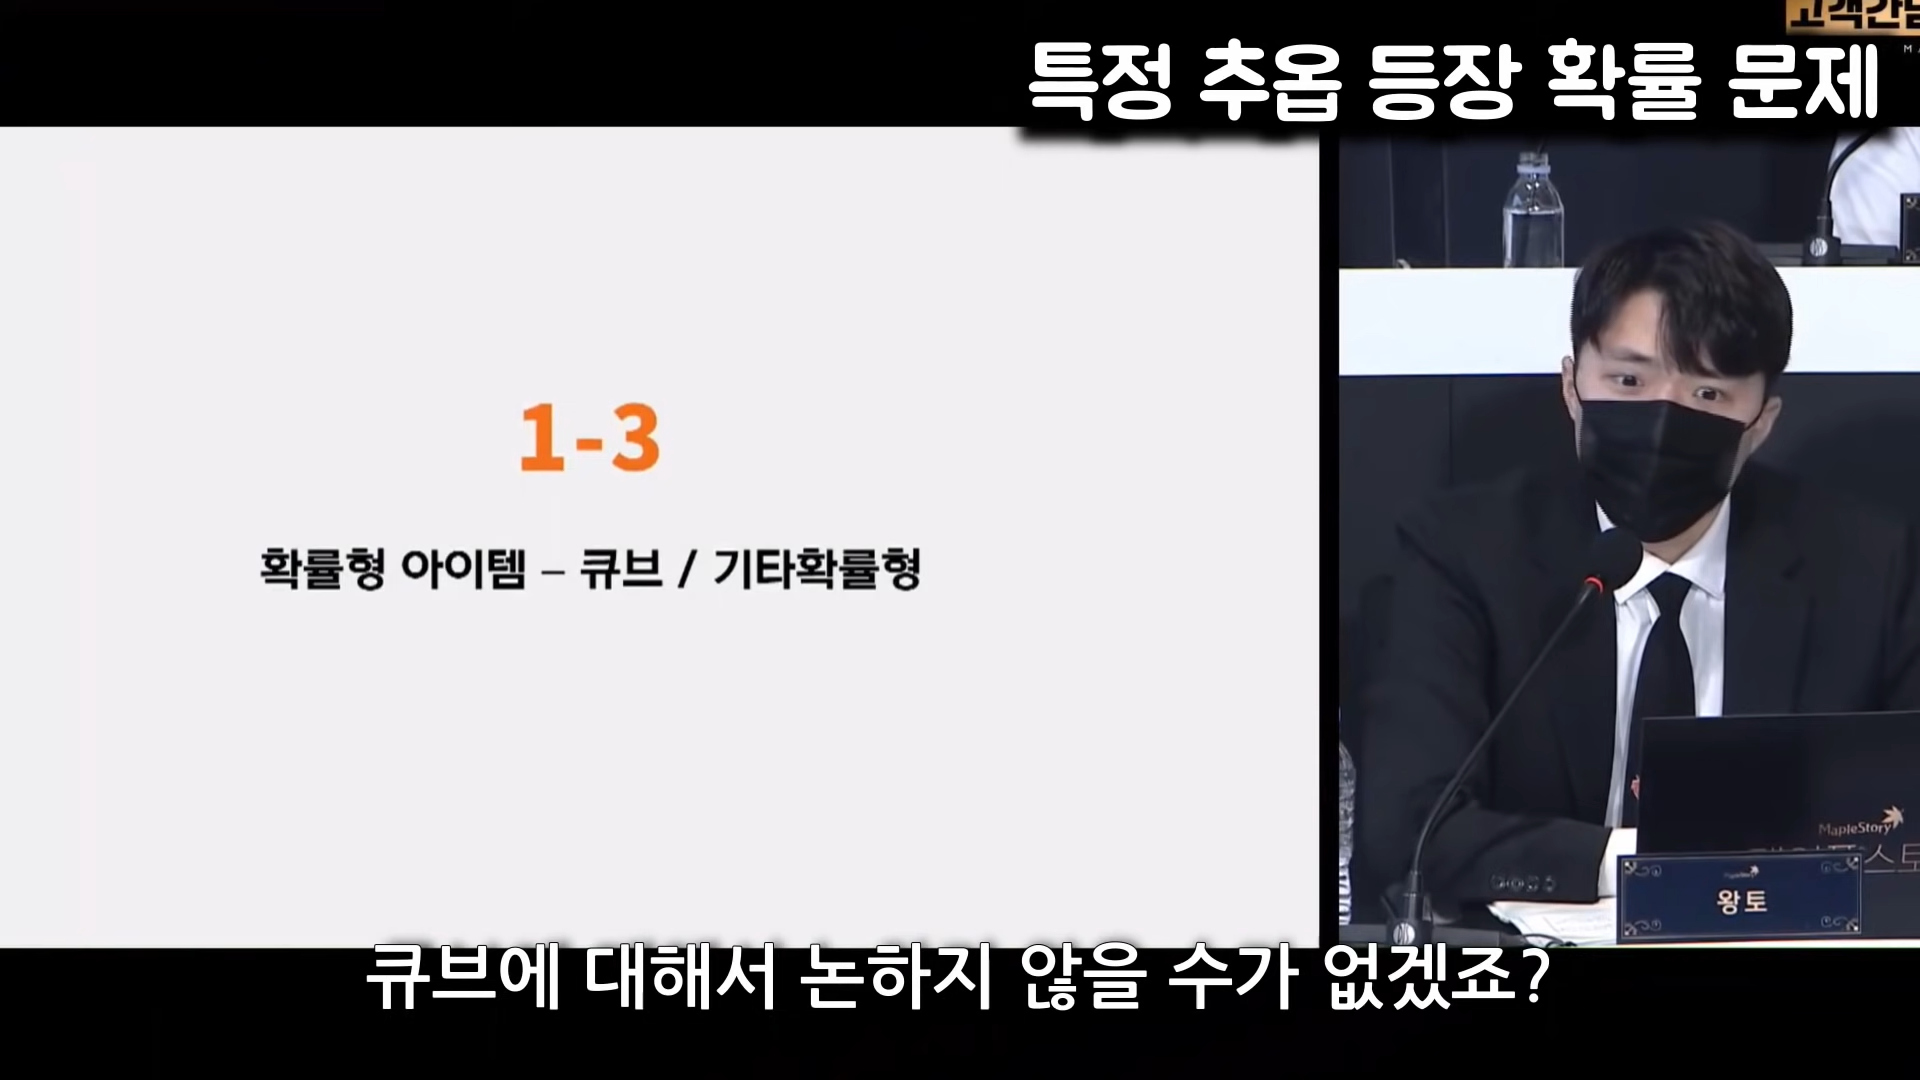 특정 추옵 등장 확률 문제
1-3
확률형 아이템 – 큐브 / 기타확률형
MapleStory
왕토
큐브에 대해서 논하지 않을 수가 없겠죠?